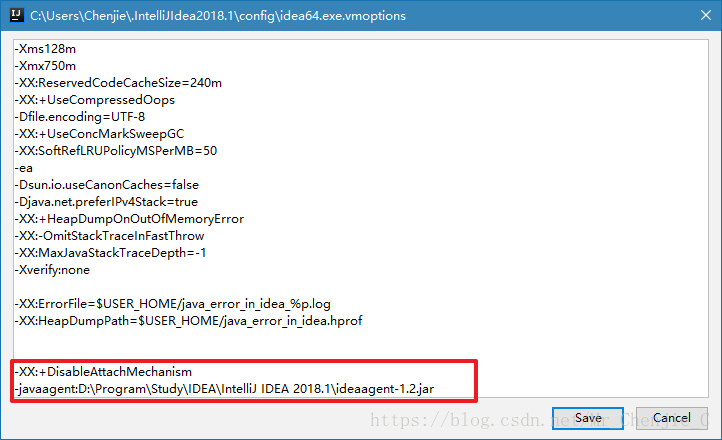 C:\Users\Chenjie\.IntelliJIdea2018.1\config\idea64.exe.vmoptions
-Xms128m
-Xmx750m
-XX:ReservedCodeCacheSize=240m
-XX:+UseCompressedOops
-Dfile.encoding=UTF-8
-XX:+UseConcMarkSweepGC
-XX:SoftRefLRUPolicyMSPerMB=50
-ea
-Dsun.io.useCanonCaches=false
-Djava.net.preferIPv4Stack=true
-XX:+HeapDumpOnOutOfMemoryError
-XX:-OmitStackTraceInFastThrow
-XX:MaxJavaStackTraceDepth=-1
-Xverify:none
-XX:ErrorFile=$USER_HOME/java_error_in_idea_%p.log
-XX:HeapDumpPath=$USER_HOME/java_error_in_idea.hprof
-XX:+DisableAttachMechanism
-javaagent:D:\Program\Study\IDEA\IntelliJ IDEA 2018.1\ideaagent-1.2.jar
Save Cancel
https://blog.csdn.net